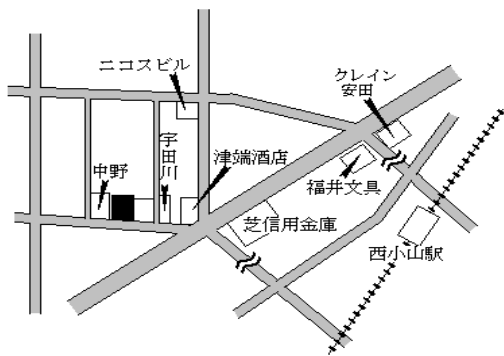 ニコスビル
クレイン
安田
宇田川
中野
津端酒店
福井文具
芝信用金庫
西小山駅